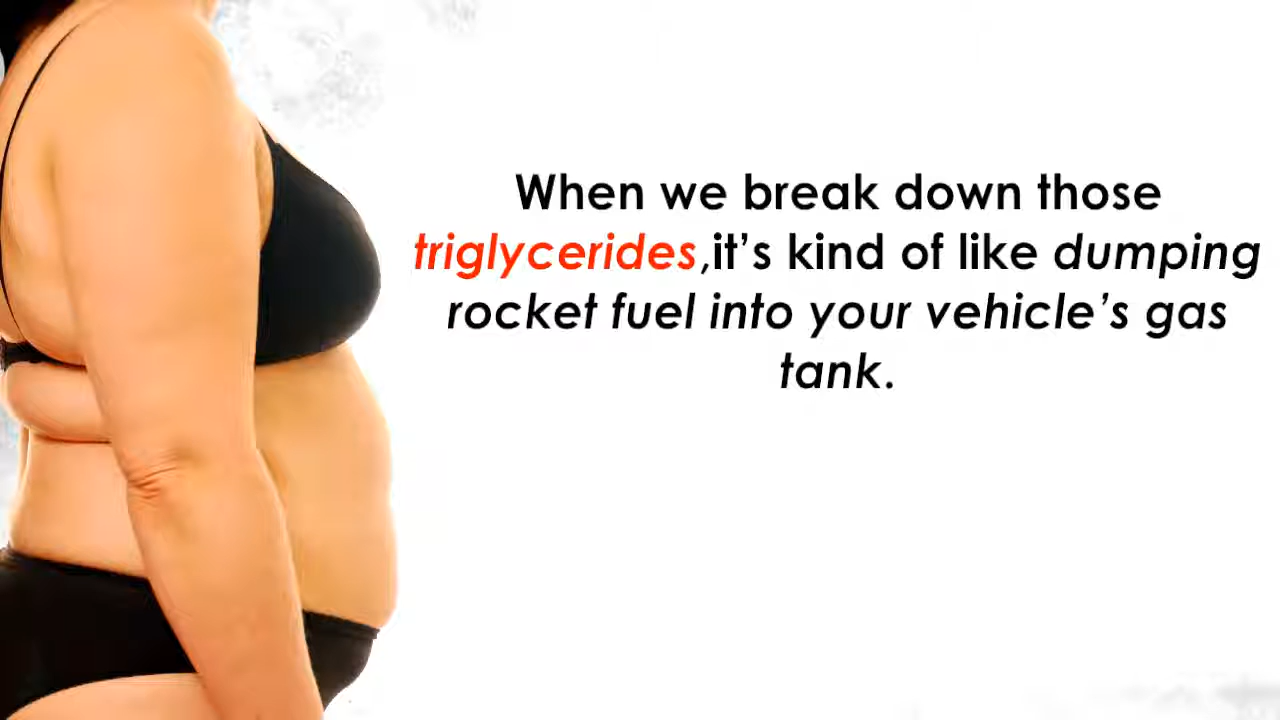 When we break down those
triglycerides,it’s kind of like dumping
rocket fuel into your vehicle’s gas
tank.